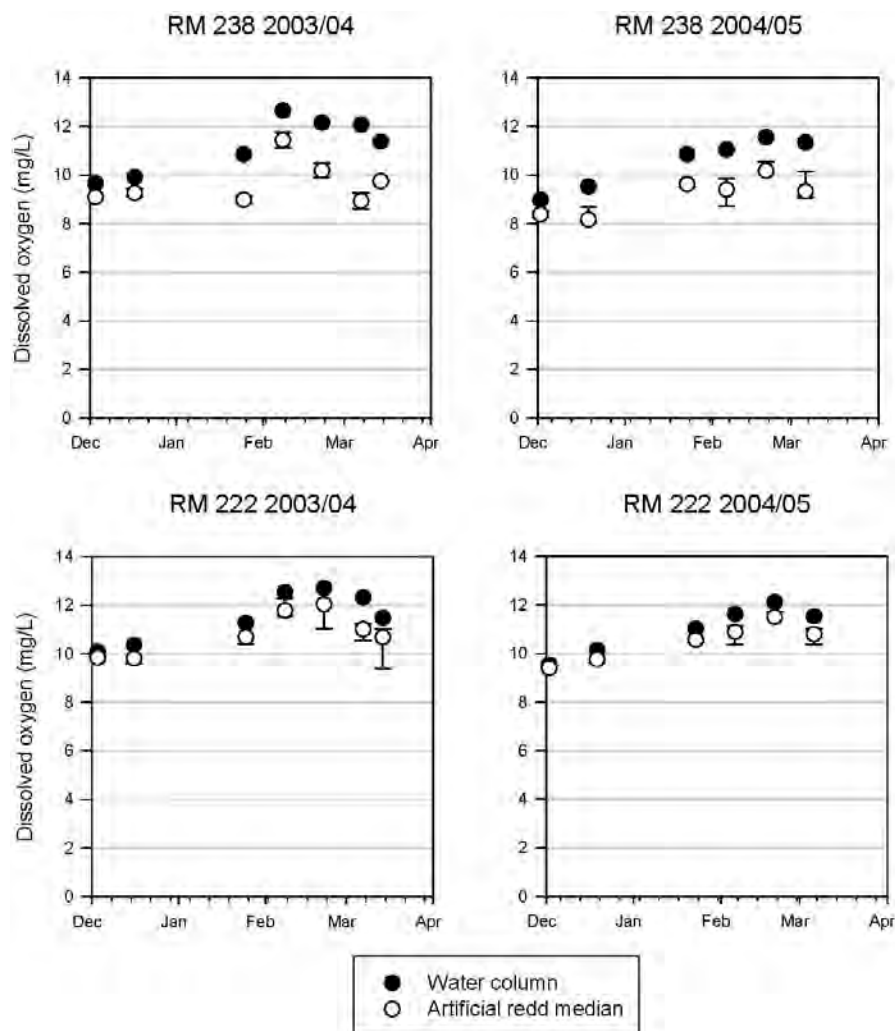 RM 238 2003/04
RM 238 2004/05
Dissolved oxygen (mg/L)
14
12
10
8
6
4
2
0
Dec Jan Feb Mar Apr
14
12
10
8
6
4
2
0
Dec Jan Feb Mar Apr
RM 222 2003/04
RM 222 2004/05
Dissolved oxygen (mg/L)
14
12
10
8
6
4
2
0
Dec Jan Feb Mar Apr
14
12
10
8
6
4
2
0
Dec Jan Feb Mar Apr
Water column
Artificial redd median